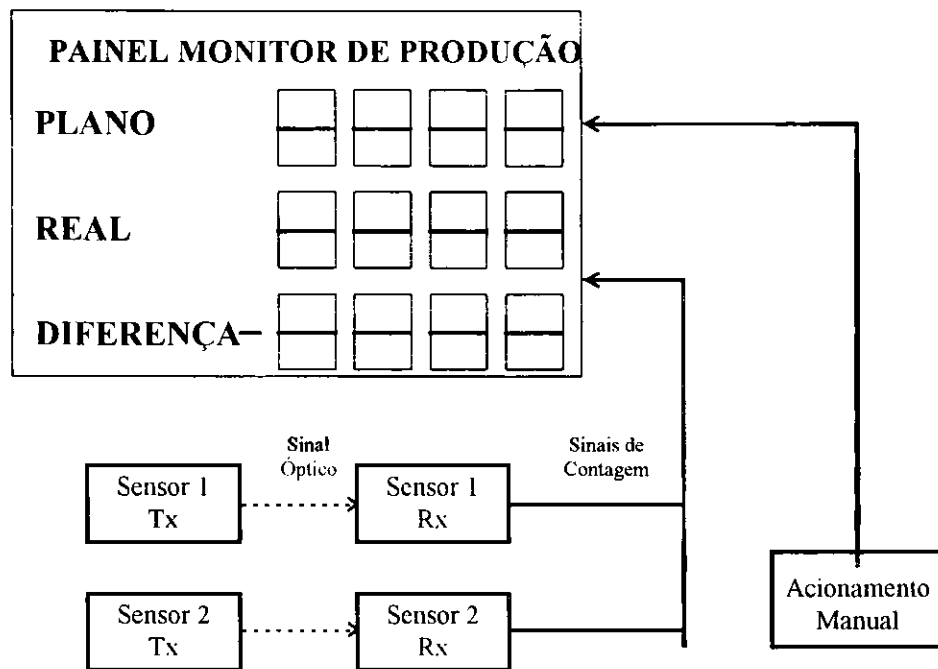 PAINEL MONITOR DE PRODUÇÃO
PLANO
REAL
DIFERENÇA –
Sinal
Óptico
Sinais de
Contagem
Sensor 1
Tx
Sensor 1
Rx
Sensor 2
Tx
Sensor 2
Rx
Acionamento
Manual